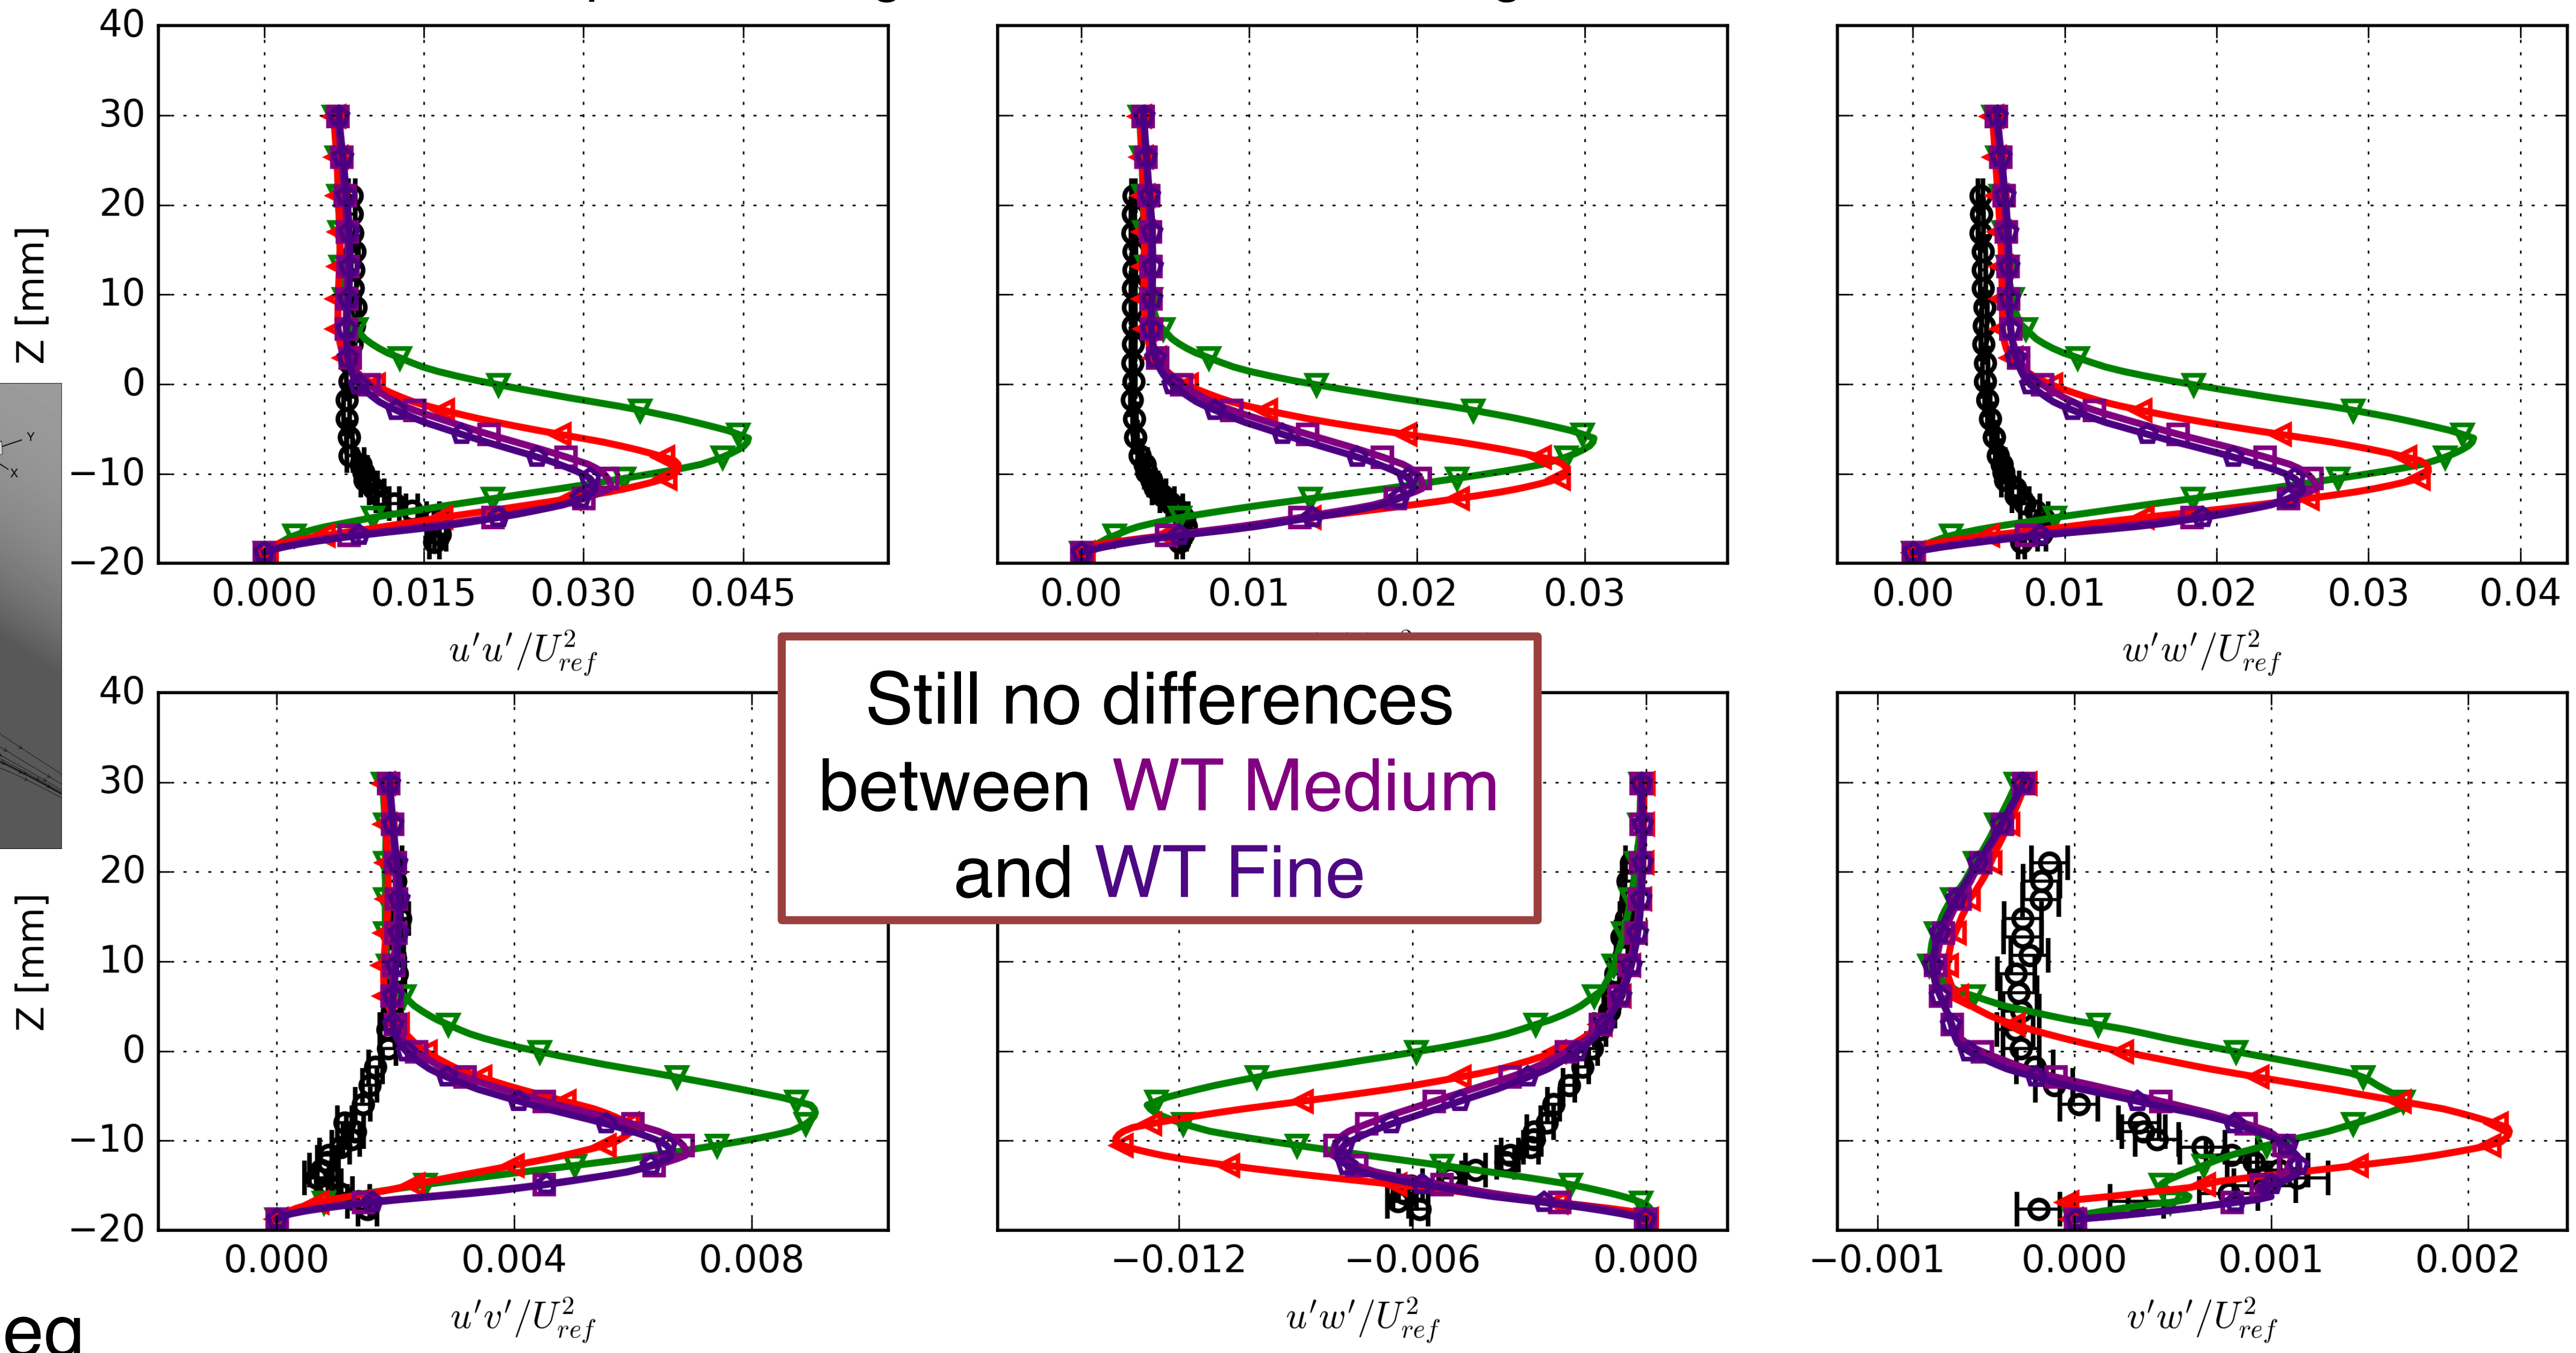 40
30
20
10
0
−10
−20
Z [mm]
0.000 0.015 0.030 0.045
0.00 0.01 0.02 0.03
0.00 0.01 0.02 0.03 0.04
u'u'/U²ref
w'w'/U²ref
Y
X
Still no differences
between WT Medium
and WT Fine
40
30
20
10
0
−10
−20
Z [mm]
0.000 0.004 0.008
−0.012 −0.006 0.000
−0.001 0.000 0.001 0.002
u'v'/U²ref
u'w'/U²ref
v'w'/U²ref